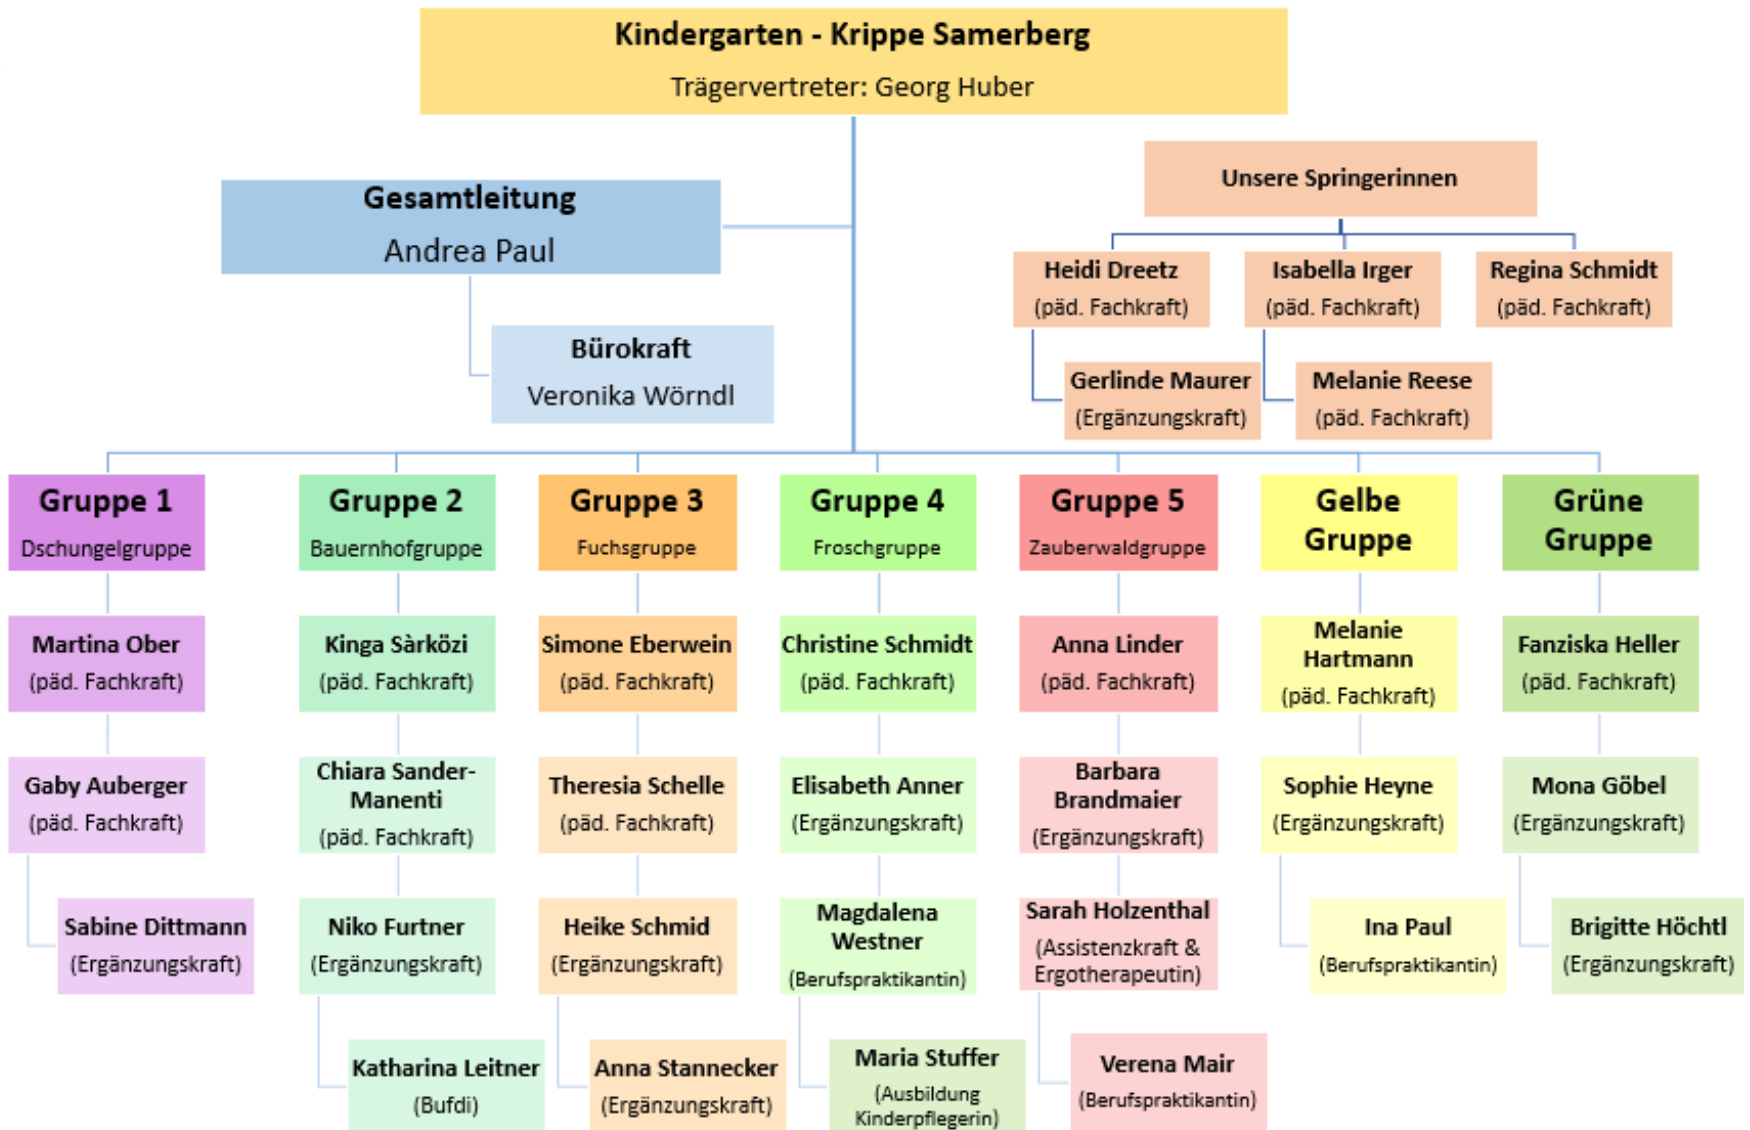 Kindergarten - Krippe Samerberg
Trägervertreter: Georg Huber
Gesamtleitung
Andrea Paul
Bürokraft
Veronika Wörndl
Unsere Springerinnen
Heidi Dreetz
(päd. Fachkraft)
Isabella Irger
(päd. Fachkraft)
Regina Schmidt
(päd. Fachkraft)
Gerlinde Maurer
(Ergänzungskraft)
Melanie Reese
(päd. Fachkraft)
Gruppe 1
Dschungelgruppe
Martina Ober
(päd. Fachkraft)
Gaby Auberger
(päd. Fachkraft)
Sabine Dittmann
(Ergänzungskraft)
Gruppe 2
Bauernhofgruppe
Kinga Sàrközi
(päd. Fachkraft)
Chiara Sander-
Manenti
(päd. Fachkraft)
Niko Furtner
(Ergänzungskraft)
Katharina Leitner
(Bufdi)
Gruppe 3
Fuchsgruppe
Simone Eberwein
(päd. Fachkraft)
Theresia Schelle
(päd. Fachkraft)
Heike Schmid
(Ergänzungskraft)
Anna Stannecker
(Ergänzungskraft)
Gruppe 4
Froschgruppe
Christine Schmidt
(päd. Fachkraft)
Elisabeth Anner
(Ergänzungskraft)
Magdalena
Westner
(Berufspraktikantin)
Maria Stuffer
(Ausbildung
Kinderpflegerin)
Gruppe 5
Zauberwaldgruppe
Anna Linder
(päd. Fachkraft)
Barbara
Brandmaier
(Ergänzungskraft)
Sarah Holzenthal
(Assistenzkraft &
Ergotherapeutin)
Verena Mair
(Berufspraktikantin)
Gelbe
Gruppe
Melanie
Hartmann
(päd. Fachkraft)
Sophie Heyne
(Ergänzungskraft)
Ina Paul
(Berufspraktikantin)
Grüne
Gruppe
Fanziska Heller
(päd. Fachkraft)
Mona Göbel
(Ergänzungskraft)
Brigitte Höchtl
(Ergänzungskraft)